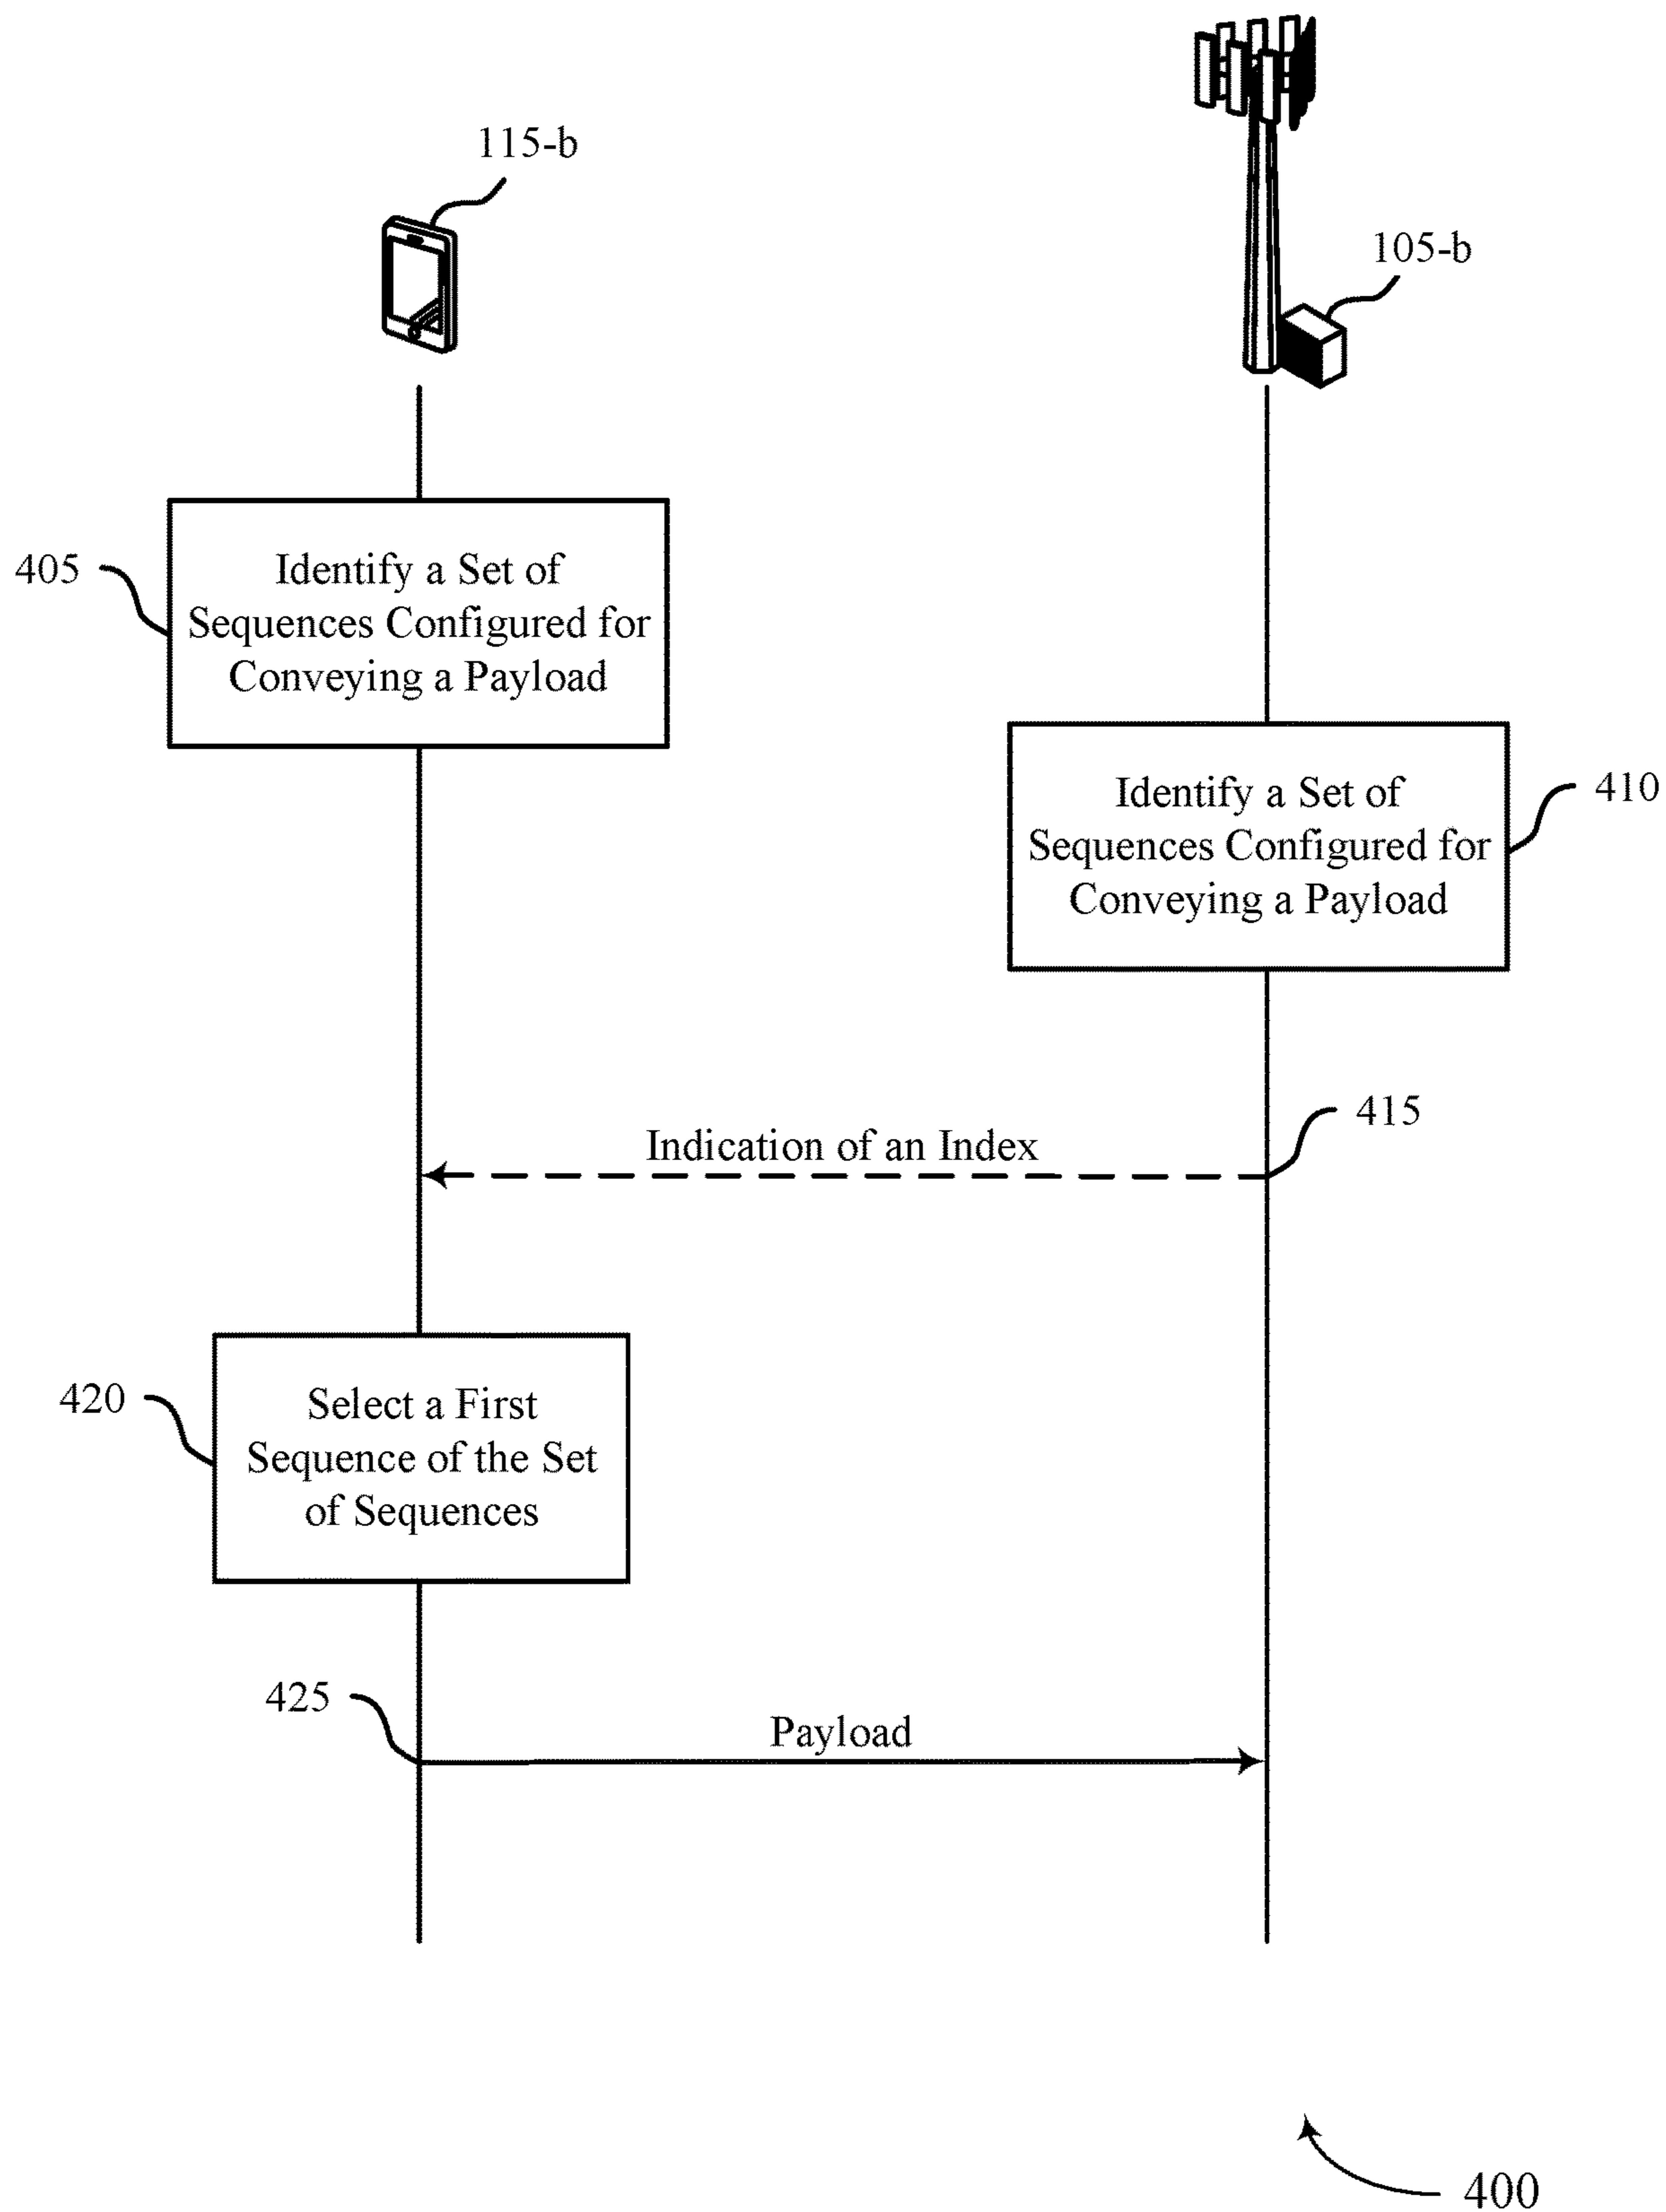 115-b
105-b
405
Identify a Set of
Sequences Configured for
Conveying a Payload
410
Identify a Set of
Sequences Configured for
Conveying a Payload
415
Indication of an Index
420
Select a First
Sequence of the Set
of Sequences
425
Payload
400